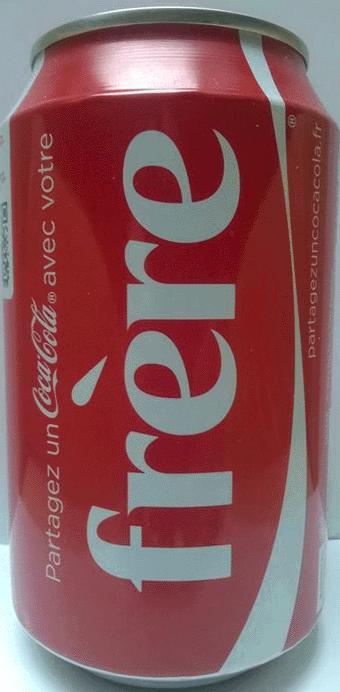 Partagez un Coca-Cola® avec votre
frère
®
partagezuncocacola.fr